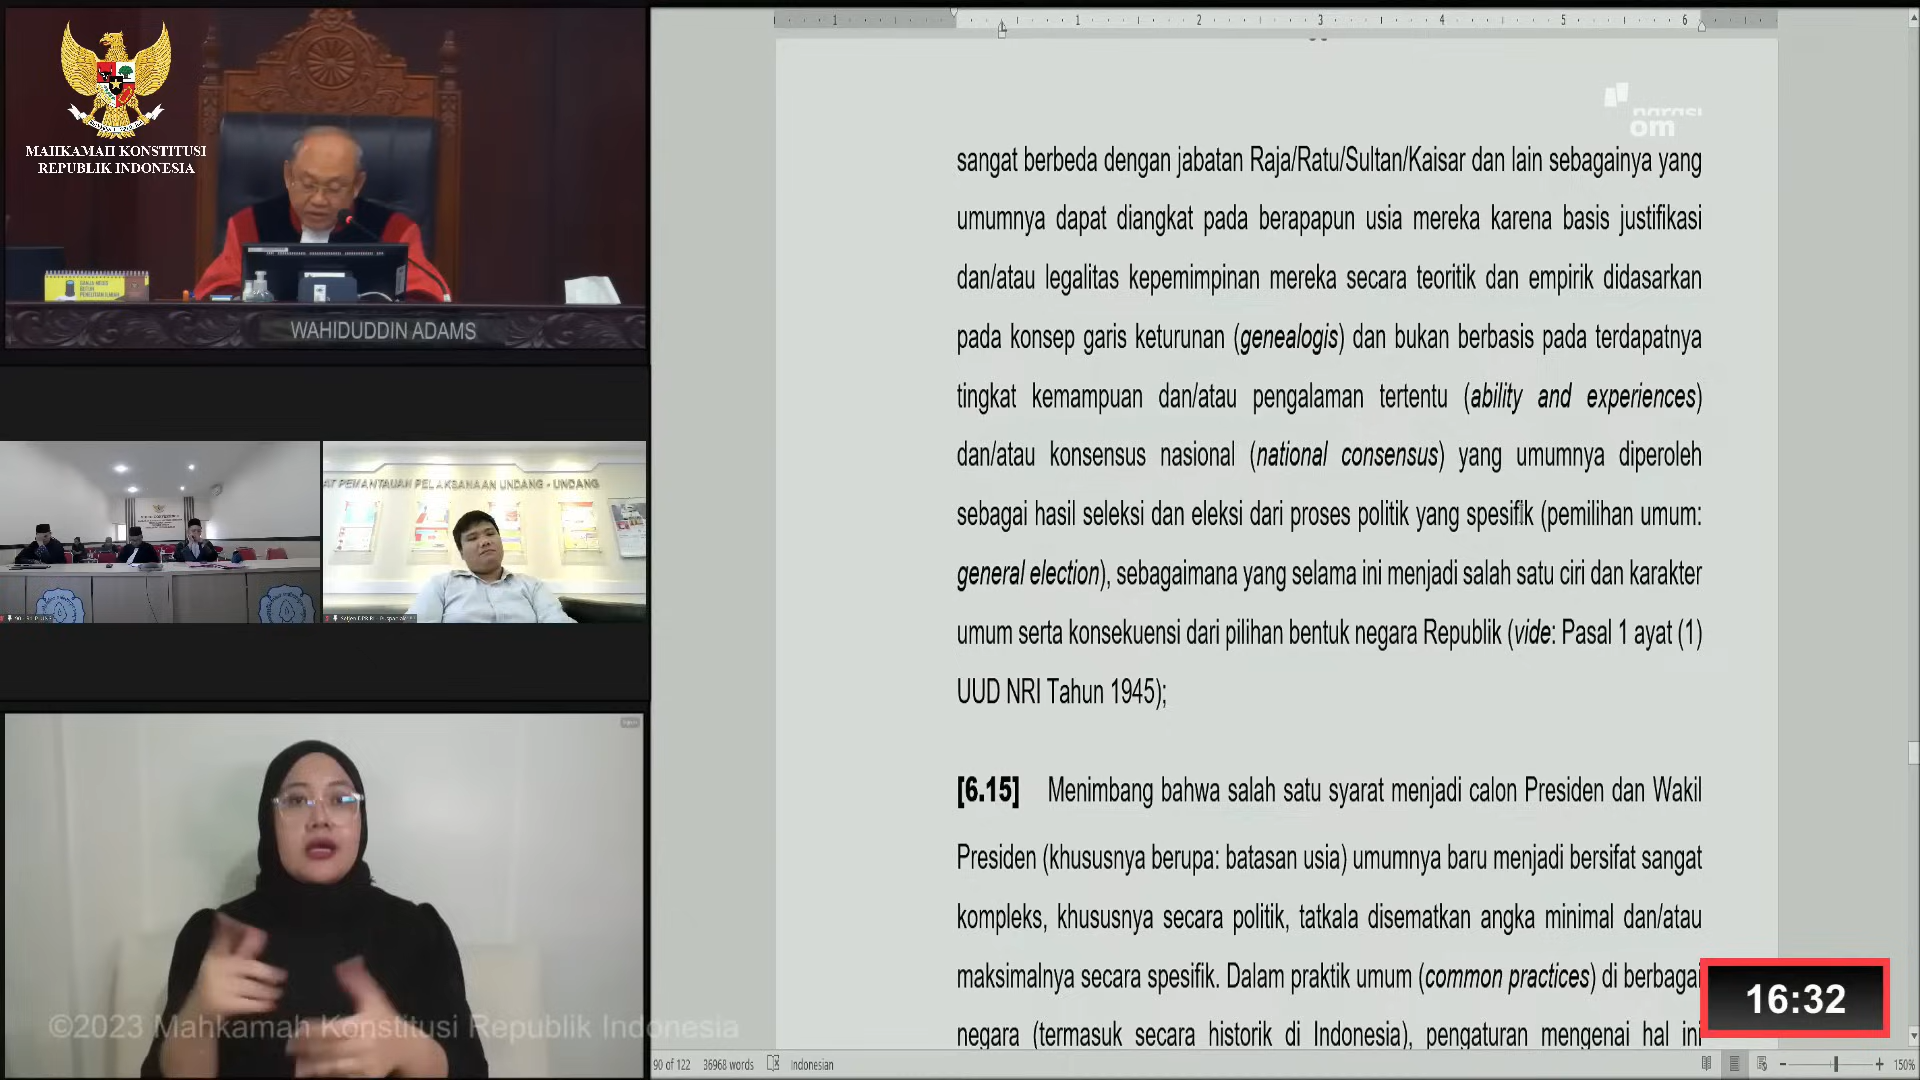 MAHKAMAH KONSTITUSI
REPUBLIK INDONESIA
WAHIDUDDIN ADAMS
AT PEMANTAUAN PELAKSANAAN UNDANG - UNDANG
©2023 Mahkamah Konstitusi Republik Indonesia
narasi
om
sangat berbeda dengan jabatan Raja/Ratu/Sultan/Kaisar dan lain sebagainya yang
umumnya dapat diangkat pada berapapun usia mereka karena basis justifikasi
dan/atau legalitas kepemimpinan mereka secara teoritik dan empirik didasarkan
pada konsep garis keturunan (genealogis) dan bukan berbasis pada terdapatnya
tingkat kemampuan dan/atau pengalaman tertentu (ability and experiences)
dan/atau konsensus nasional (national consensus) yang umumnya diperoleh
sebagai hasil seleksi dan eleksi dari proses politik yang spesifik (pemilihan umum:
general election), sebagaimana yang selama ini menjadi salah satu ciri dan karakter
umum serta konsekuensi dari pilihan bentuk negara Republik (vide: Pasal 1 ayat (1)
UUD NRI Tahun 1945);
[6.15] Menimbang bahwa salah satu syarat menjadi calon Presiden dan Wakil
Presiden (khususnya berupa: batasan usia) umumnya baru menjadi bersifat sangat
kompleks, khususnya secara politik, tatkala disematkan angka minimal dan/atau
maksimalnya secara spesifik. Dalam praktik umum (common practices) di berbagai
negara (termasuk secara historik di Indonesia), pengaturan mengenai hal ini
16:32
90 of 122 36968 words Indonesian 150%